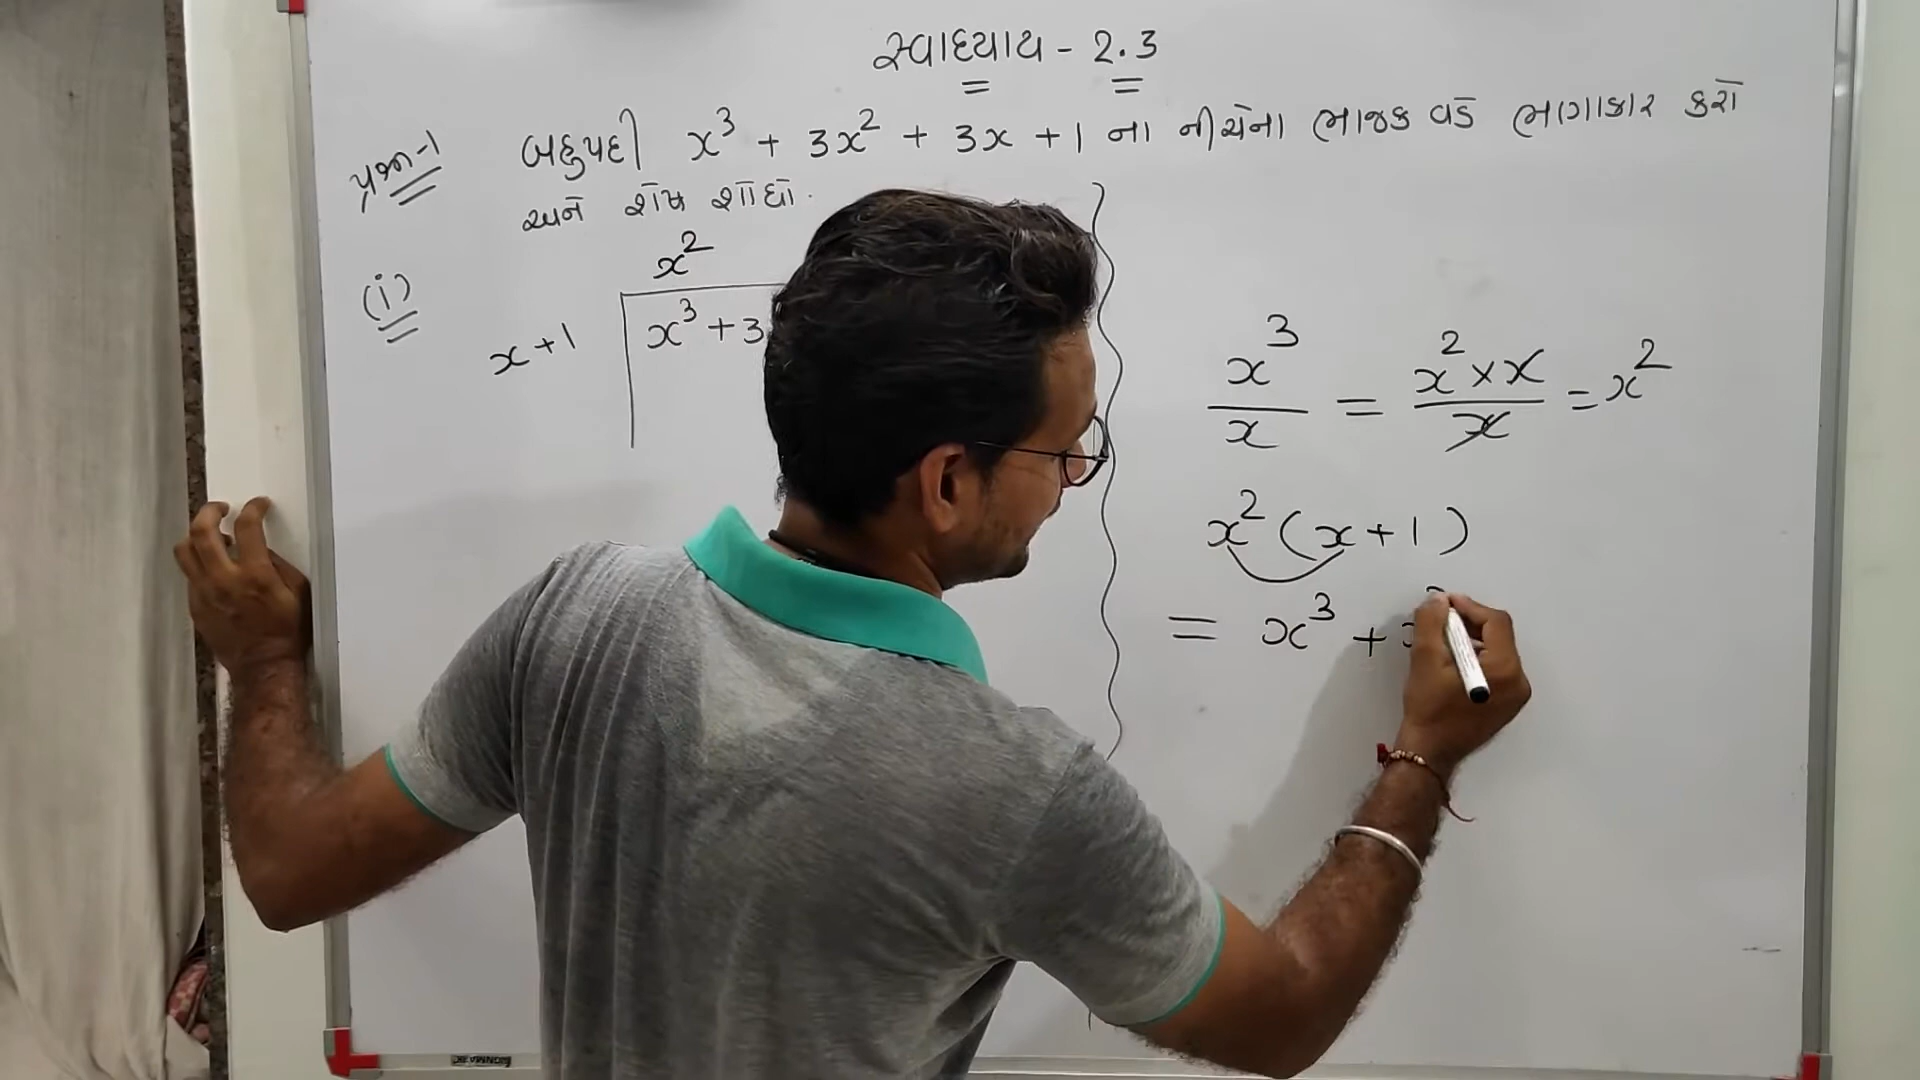 સ્વાધ્યાય - 2.3
પ્રશ્ન-1 બહુપદી x³ + 3x² + 3x + 1 ના નીચેના ભાજક વડે ભાગાકાર કરો
અને શેષ શોધો.
(i)
x²
x+1
x³ + 3
x³/x = x²×x/x = x²
x² (x + 1)
= x³ +